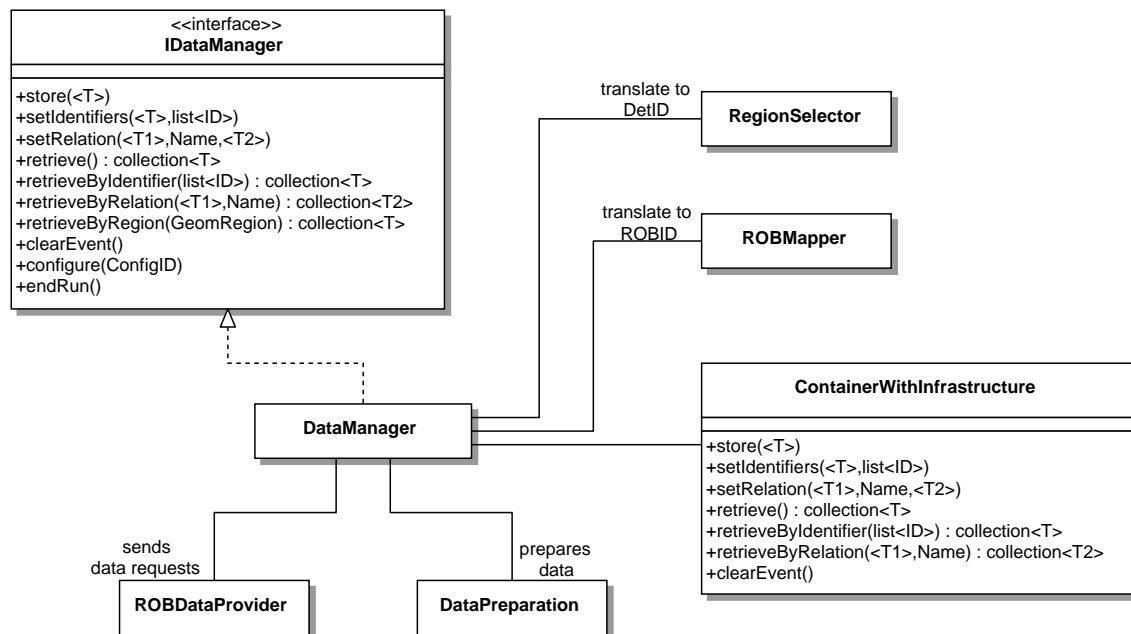 <<interface>>
IDataManager
+store(<T>)
+setIdentifiers(<T>,list<ID>)
+setRelation(<T1>,Name,<T2>)
+retrieve() : collection<T>
+retrieveByIdentifier(list<ID>) : collection<T>
+retrieveByRelation(<T1>,Name) : collection<T2>
+retrieveByRegion(GeomRegion) : collection<T>
+clearEvent()
+configure(ConfigID)
+endRun()
translate to
DetID
RegionSelector
translate to
ROBID
ROBMapper
DataManager
ContainerWithInfrastructure
+store(<T>)
+setIdentifiers(<T>,list<ID>)
+setRelation(<T1>,Name,<T2>)
+retrieve() : collection<T>
+retrieveByIdentifier(list<ID>) : collection<T>
+retrieveByRelation(<T1>,Name) : collection<T2>
+clearEvent()
sends
data requests
ROBDataProvider
prepares
data
DataPreparation